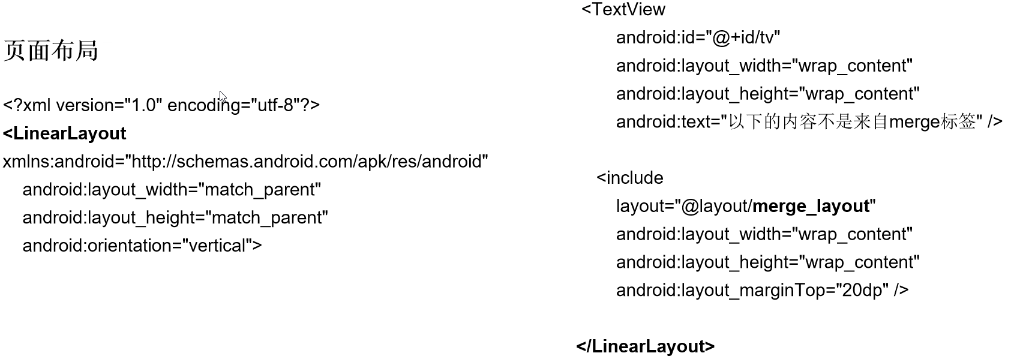 页面布局
<?xml version="1.0" encoding="utf-8"?>
<LinearLayout
xmlns:android="http://schemas.android.com/apk/res/android"
android:layout_width="match_parent"
android:layout_height="match_parent"
android:orientation="vertical">
<TextView
android:id="@+id/tv"
android:layout_width="wrap_content"
android:layout_height="wrap_content"
android:text="以下的内容不是来自merge标签" />
<include
layout="@layout/merge_layout"
android:layout_width="wrap_content"
android:layout_height="wrap_content"
android:layout_marginTop="20dp" />
</LinearLayout>